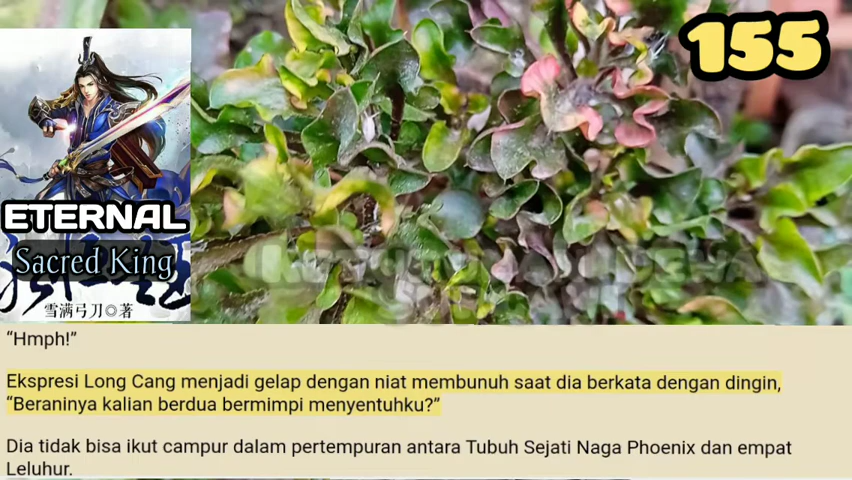 155
ETERNAL
Sacred King
雪满弓刀◎著
“Hmph!”
Ekspresi Long Cang menjadi gelap dengan niat membunuh saat dia berkata dengan dingin,
“Beraninya kalian berdua bermimpi menyentuhku?”
Dia tidak bisa ikut campur dalam pertempuran antara Tubuh Sejati Naga Phoenix dan empat
Leluhur.